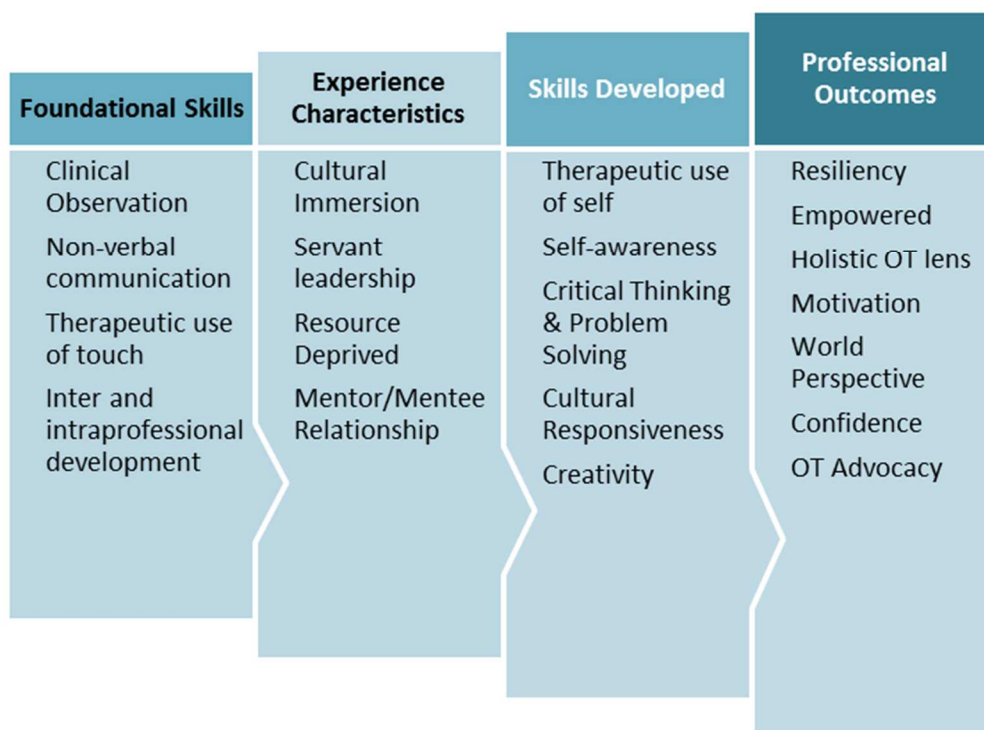 Foundational Skills
Clinical
Observation
Non-verbal
communication
Therapeutic use
of touch
Inter and
intraprofessional
development
Experience
Characteristics
Cultural
Immersion
Servant
leadership
Resource
Deprived
Mentor/Mentee
Relationship
Skills Developed
Therapeutic use
of self
Self-awareness
Critical Thinking
& Problem
Solving
Cultural
Responsiveness
Creativity
Professional
Outcomes
Resiliency
Empowered
Holistic OT lens
Motivation
World
Perspective
Confidence
OT Advocacy